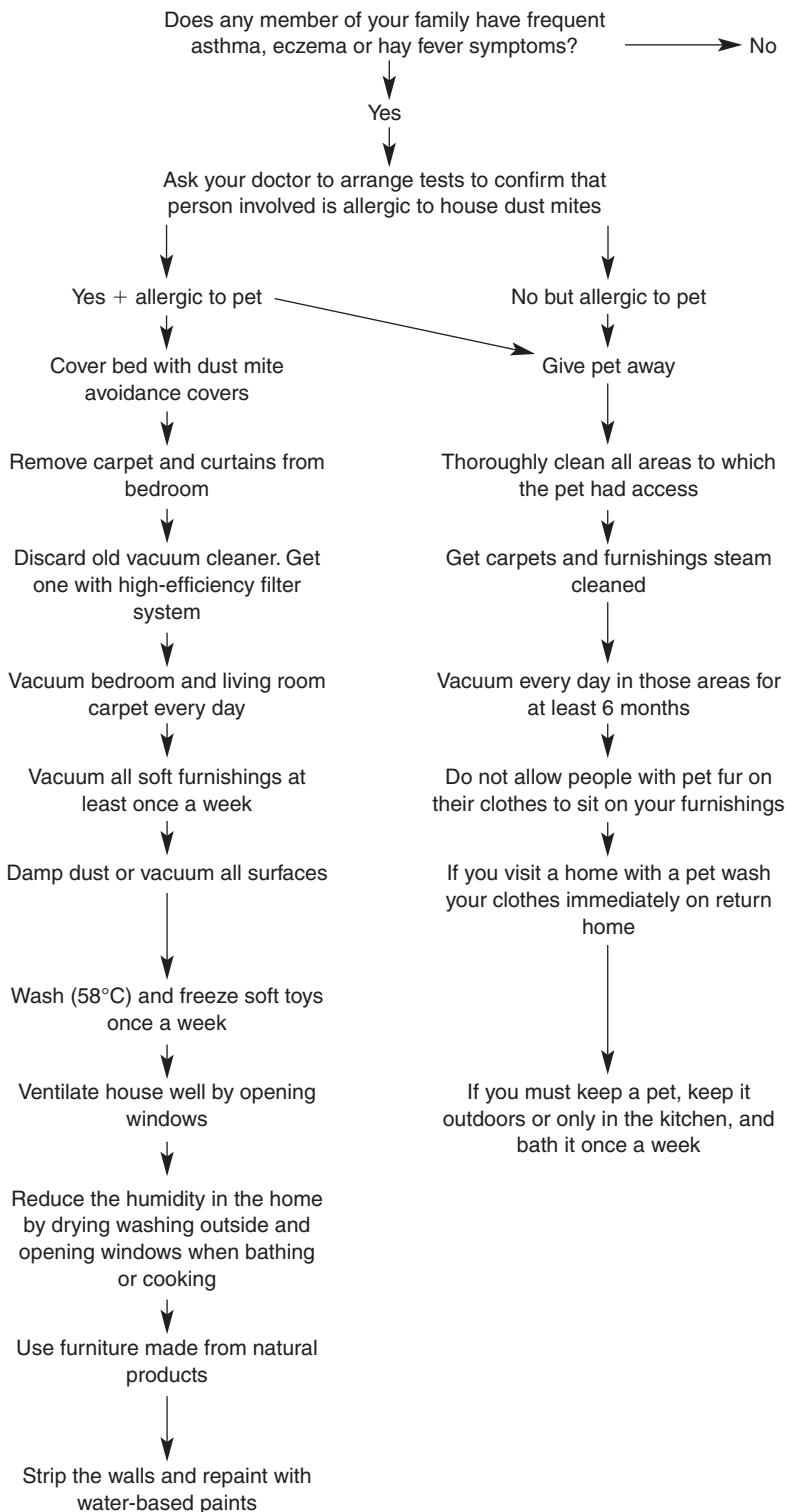 Does any member of your family have frequent
asthma, eczema or hay fever symptoms?
No
Yes
Ask your doctor to arrange tests to confirm that
person involved is allergic to house dust mites
Yes + allergic to pet
Cover bed with dust mite
avoidance covers
Remove carpet and curtains from
bedroom
Discard old vacuum cleaner. Get
one with high-efficiency filter
system
Vacuum bedroom and living room
carpet every day
Vacuum all soft furnishings at
least once a week
Damp dust or vacuum all surfaces
Wash (58°C) and freeze soft toys
once a week
Ventilate house well by opening
windows
Reduce the humidity in the home
by drying washing outside and
opening windows when bathing
or cooking
Use furniture made from natural
products
Strip the walls and repaint with
water-based paints
No but allergic to pet
Give pet away
Thoroughly clean all areas to which
the pet had access
Get carpets and furnishings steam
cleaned
Vacuum every day in those areas for
at least 6 months
Do not allow people with pet fur on
their clothes to sit on your furnishings
If you visit a home with a pet wash
your clothes immediately on return
home
If you must keep a pet, keep it
outdoors or only in the kitchen, and
bath it once a week